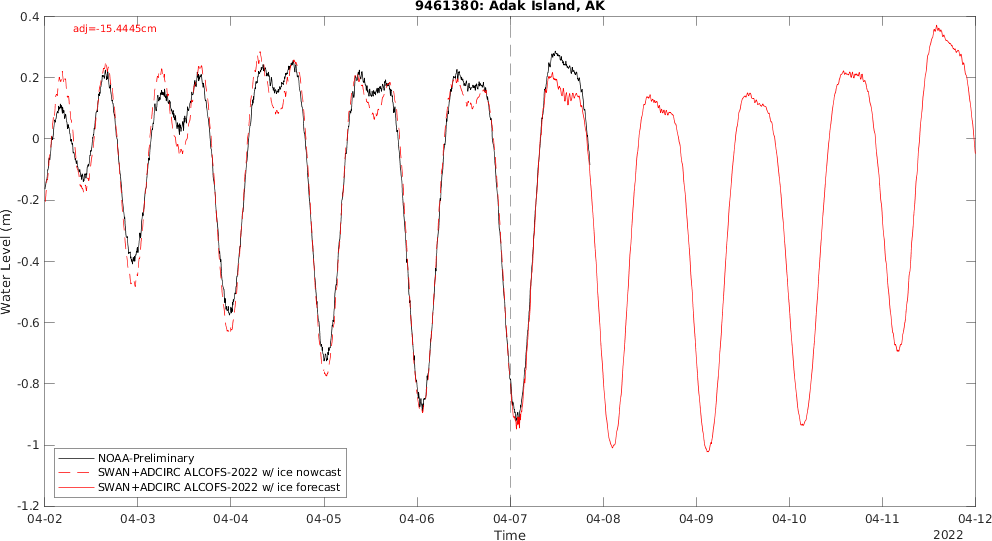 9461380: Adak Island, AK
adj=-15.4445cm
0.4
0.2
0
-0.2
-0.4
-0.6
-0.8
-1
-1.2
Water Level (m)
NOAA-Preliminary
SWAN+ADCIRC ALCOFS-2022 w/ ice nowcast
SWAN+ADCIRC ALCOFS-2022 w/ ice forecast
04-02 04-03 04-04 04-05 04-06 04-07 04-08 04-09 04-10 04-11 04-12
Time
2022